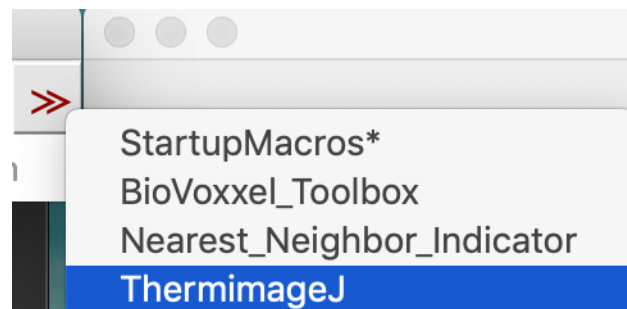 ≫
StartupMacros*
BioVoxxel_Toolbox
Nearest_Neighbor_Indicator
ThermimageJ